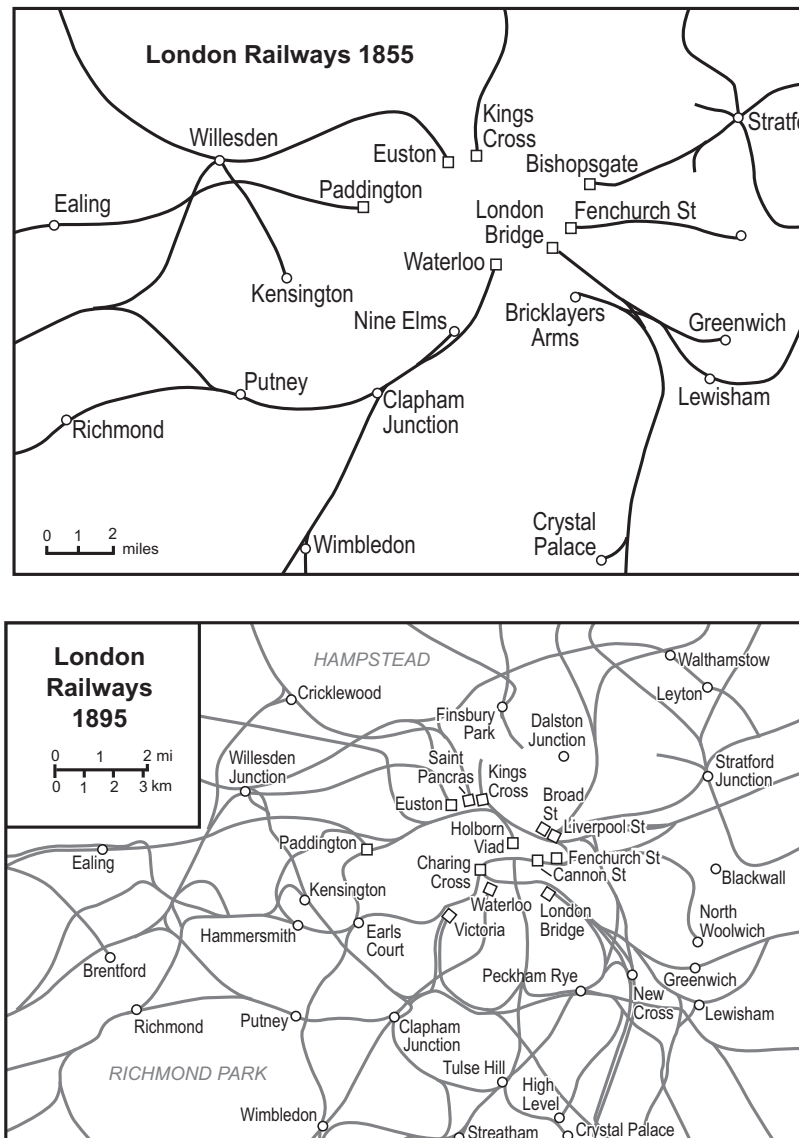 London Railways 1855
Kings
Cross
Willesden
Euston
Stratfo
Bishopsgate
Paddington
Ealing
London
Bridge
Fenchurch St
Waterloo
Kensington
Nine Elms
Bricklayers
Arms
Greenwich
Putney
Lewisham
Clapham
Junction
Richmond
Crystal
Palace
Wimbledon
0 1 2
miles
London
Railways
1895
0 1 2 mi
0 1 2 3 km
HAMPSTEAD
Walthamstow
Cricklewood
Leyton
Finsbury
Park
Dalston
Junction
Willesden
Junction
Saint
Pancras
Kings
Cross
Stratford
Junction
Euston
Broad
St
Liverpool St
Holborn
Viad
Paddington
Ealing
Fenchurch St
Charing
Cross
Cannon St
Blackwall
Kensington
Waterloo
London
Bridge
North
Woolwich
Hammersmith
Earls
Court
Victoria
Brentford
Peckham Rye
Greenwich
New
Cross
Lewisham
Richmond
Putney
Clapham
Junction
RICHMOND PARK
Tulse Hill
High
Level
Wimbledon
Streatham
Crystal Palace